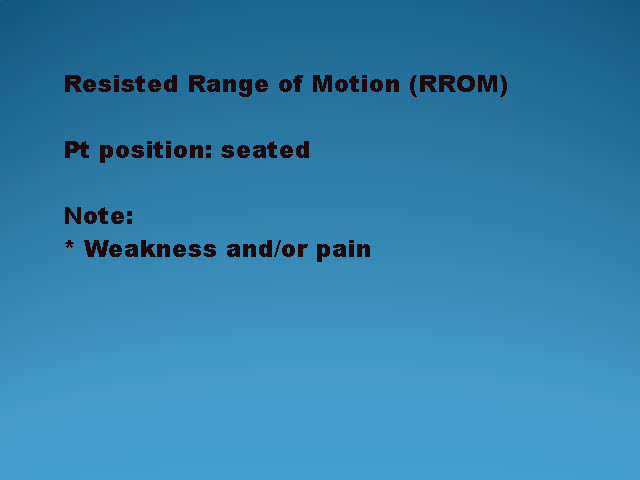 Resisted Range of Motion (RROM)
Pt position: seated
Note:
* Weakness and/or pain